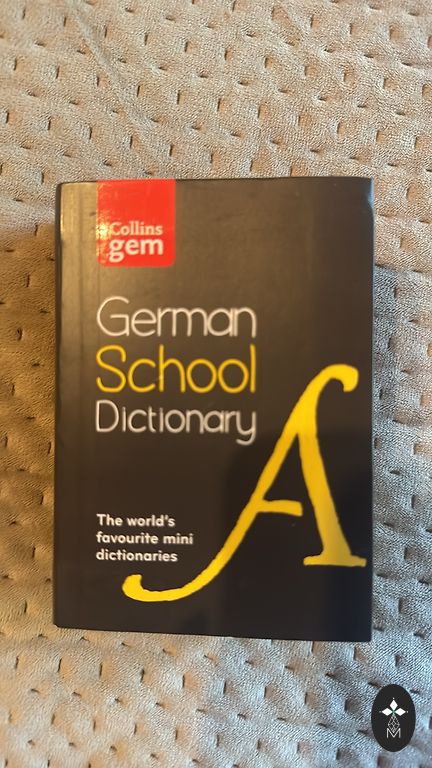 Collins
gem
German
School
Dictionary
A
The world's
favourite mini
dictionaries
M